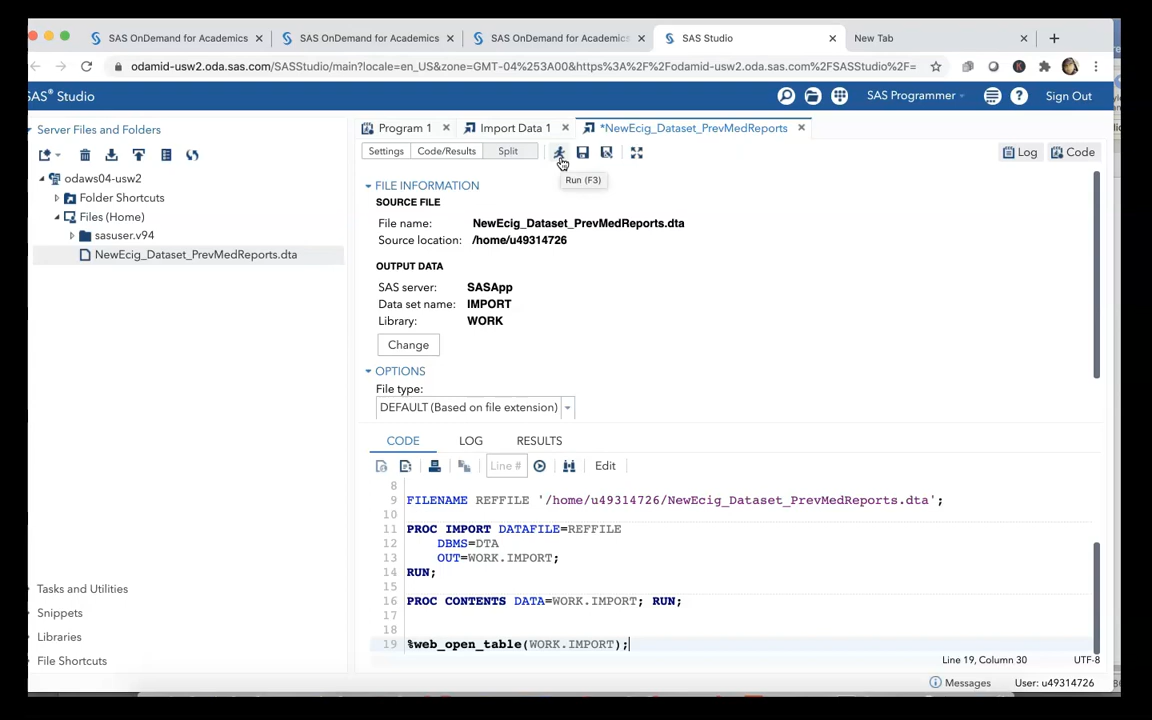 SAS OnDemand for Academics
SAS OnDemand for Academics
SAS OnDemand for Academics
SAS Studio
New Tab
odamid-usw2.oda.sas.com/SASStudio/main?locale=en_US&zone=GMT-04%253A00&https%3A%2F%2Fodamid-usw2.oda.sas.com%2FSASStudio%2F=
SAS® Studio
SAS Programmer
Sign Out
Server Files and Folders
Program 1
Import Data 1
*NewEcig_Dataset_PrevMedReports
Settings
Code/Results
Split
Log
Code
Run (F3)
odaws04-usw2
Folder Shortcuts
Files (Home)
sasuser.v94
NewEcig_Dataset_PrevMedReports.dta
FILE INFORMATION
SOURCE FILE
File name: NewEcig_Dataset_PrevMedReports.dta
Source location: /home/u49314726
OUTPUT DATA
SAS server: SASApp
Data set name: IMPORT
Library: WORK
Change
OPTIONS
File type:
DEFAULT (Based on file extension)
CODE
LOG
RESULTS
Line #
Edit
8
9 FILENAME REFFILE '/home/u49314726/NewEcig_Dataset_PrevMedReports.dta';
10
11 PROC IMPORT DATAFILE=REFFILE
12 DBMS=DTA
13 OUT=WORK.IMPORT;
14 RUN;
15
16 PROC CONTENTS DATA=WORK.IMPORT; RUN;
17
18
19 %web_open_table(WORK.IMPORT);
Line 19, Column 30
UTF-8
Tasks and Utilities
Snippets
Libraries
File Shortcuts
Messages
User: u49314726